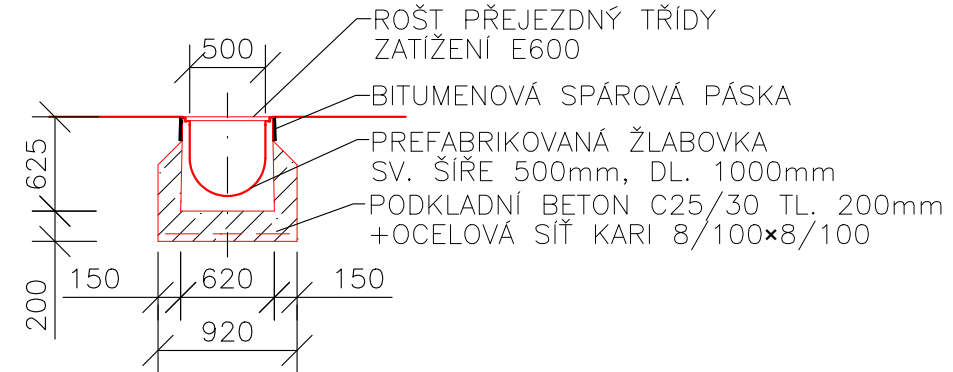 ROŠT PŘEJEZDNÝ TŘÍDY
ZATÍŽENÍ E600
500
BITUMENOVÁ SPÁROVÁ PÁSKA
PREFABRIKOVANÁ ŽLABOVKA
SV. ŠÍŘE 500mm, DL. 1000mm
625
PODKLADNÍ BETON C25/30 TL. 200mm
+OCELOVÁ SÍŤ KARI 8/100×8/100
200
150 620 150
920